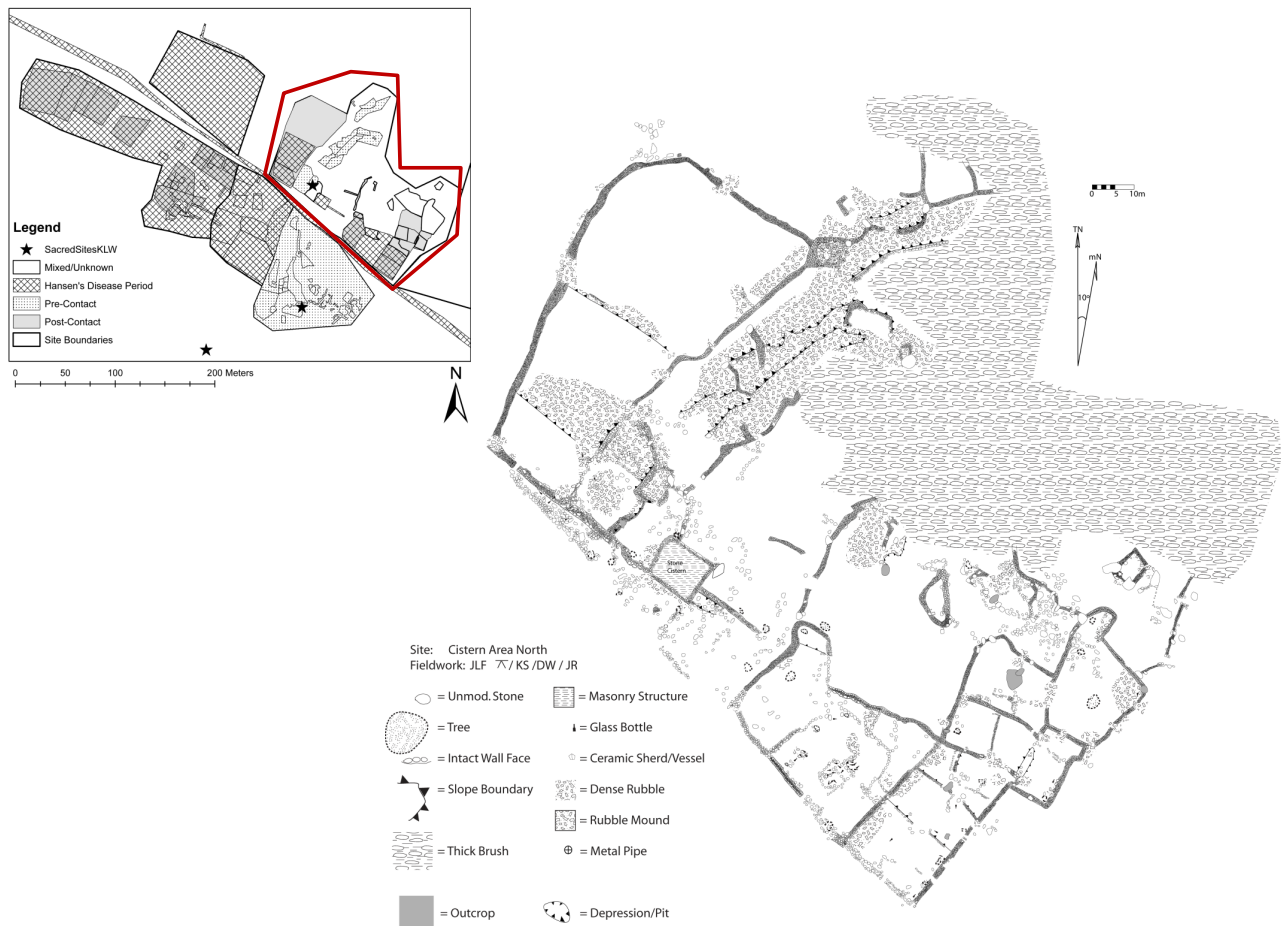 Legend
SacredSitesKLW
Mixed/Unknown
Hansen's Disease Period
Pre-Contact
Post-Contact
Site Boundaries
0 50 100 200 Meters
N
0 5 10m
TN
mN
10°
Stone
Cistern
Site: Cistern Area North
Fieldwork: JLF / KS /DW / JR
= Unmod. Stone
= Masonry Structure
= Tree
= Glass Bottle
= Intact Wall Face
= Ceramic Sherd/Vessel
= Slope Boundary
= Dense Rubble
= Rubble Mound
= Thick Brush
= Metal Pipe
= Outcrop
= Depression/Pit